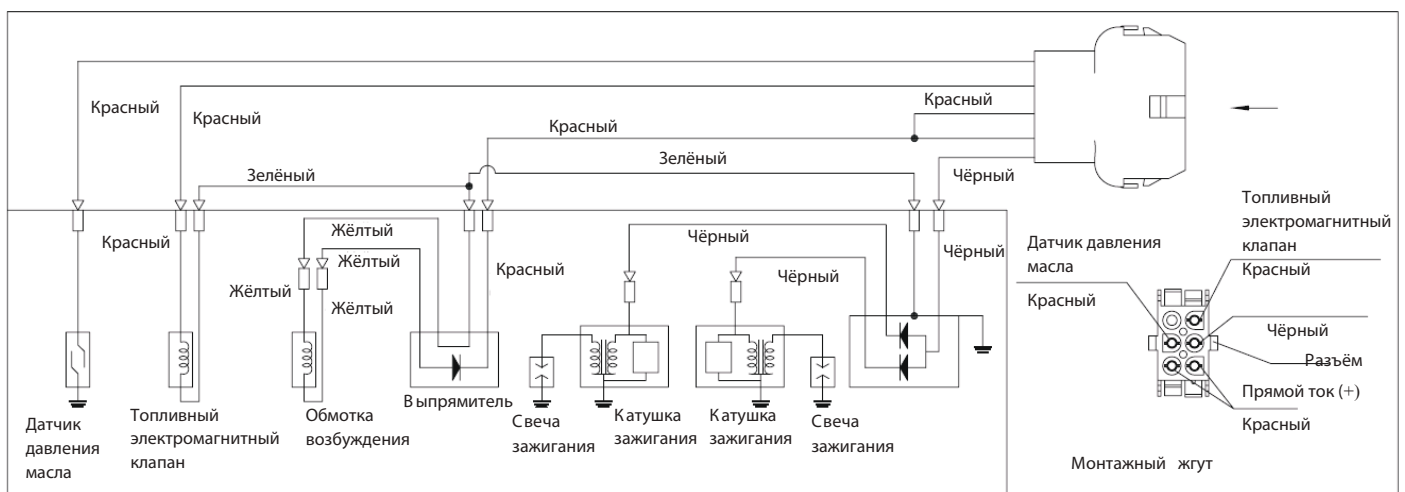 Красный
Красный
Красный
Красный
Зелёный
Зелёный
Чёрный
Красный
Жёлтый
Жёлтый
Жёлтый
Жёлтый
Красный
Чёрный
Чёрный
Чёрный
Датчик
давления
масла
Топливный
электромагнитный
клапан
Обмотка
возбуждения
Выпрямитель
Свеча
зажигания
Катушка
зажигания
Катушка
зажигания
Свеча
зажигания
Топливный
электромагнитный
клапан
Красный
Датчик давления
масла
Красный
Чёрный
Разъём
Прямой ток (+)
Красный
Монтажный жгут